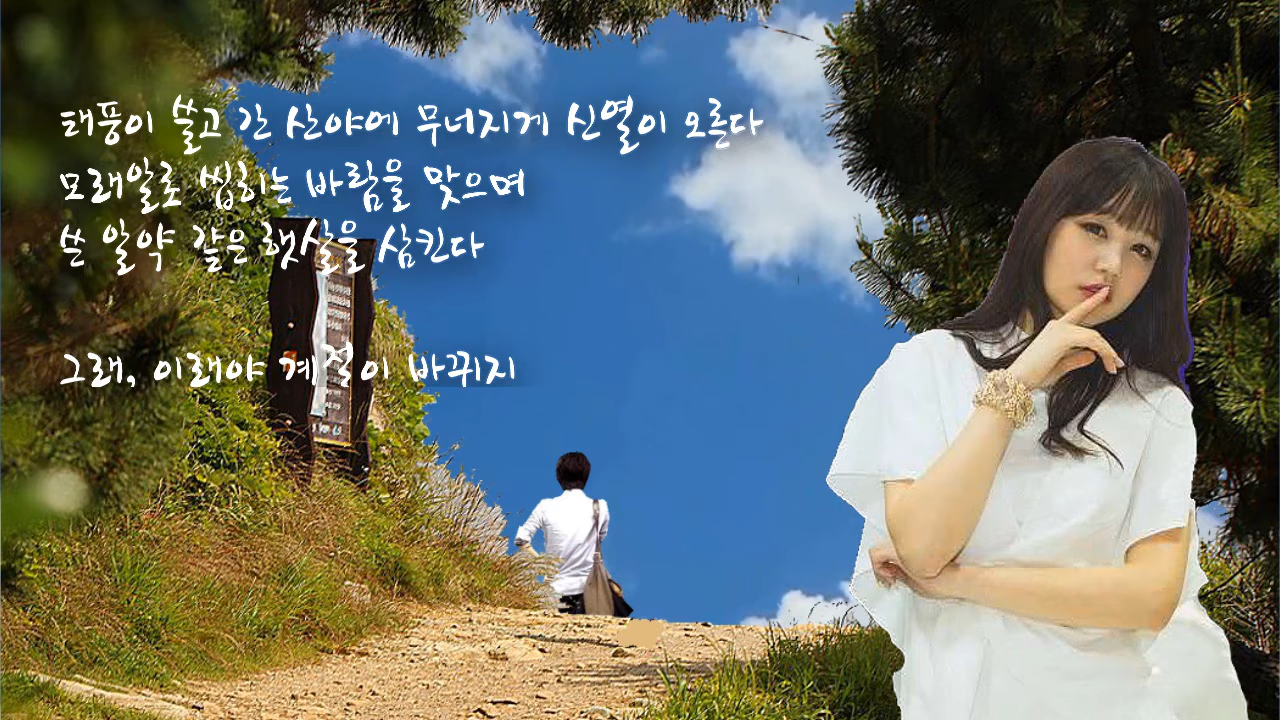 태풍이 쓸고 간 산야에 무너지게 신열이 오른다
모래알로 씹히는 바람을 맞으며
쓴 알약 같은 햇살을 삼킨다
그래, 이래야 계절이 바뀌지